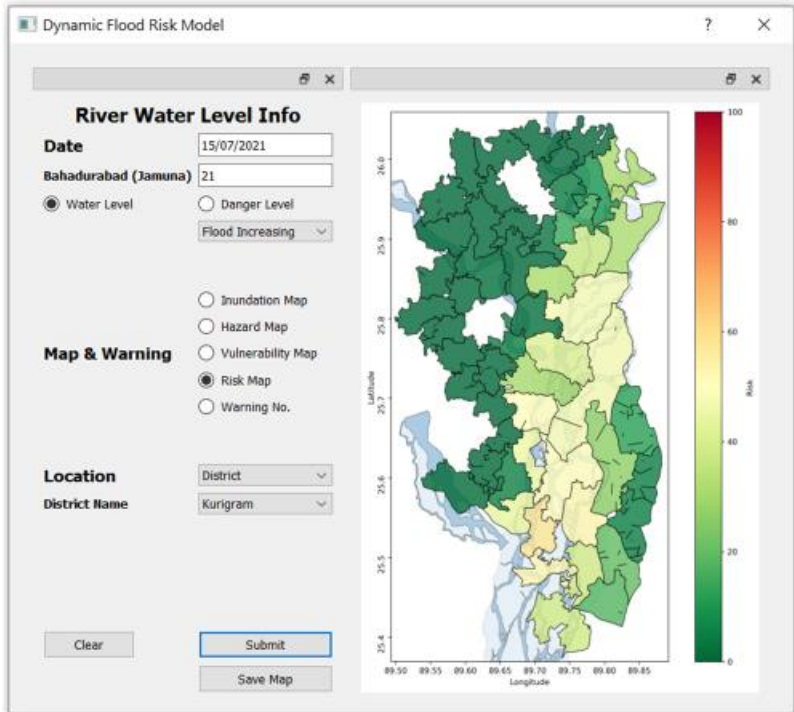 Dynamic Flood Risk Model
River Water Level Info
Date 15/07/2021
Bahadurabad (Jamuna) 21
Water Level Danger Level
Flood Increasing
Inundation Map
Hazard Map
Map & Warning Vulnerability Map
Risk Map
Warning No.
Location District
District Name Kurigram
Clear Submit
Save Map
Latitude
26.0
25.9
25.8
25.7
25.6
25.5
25.4
89.50 89.55 89.60 89.65 89.70 89.75 89.80 89.85
Longitude
100
80
60
40
20
0
Risk